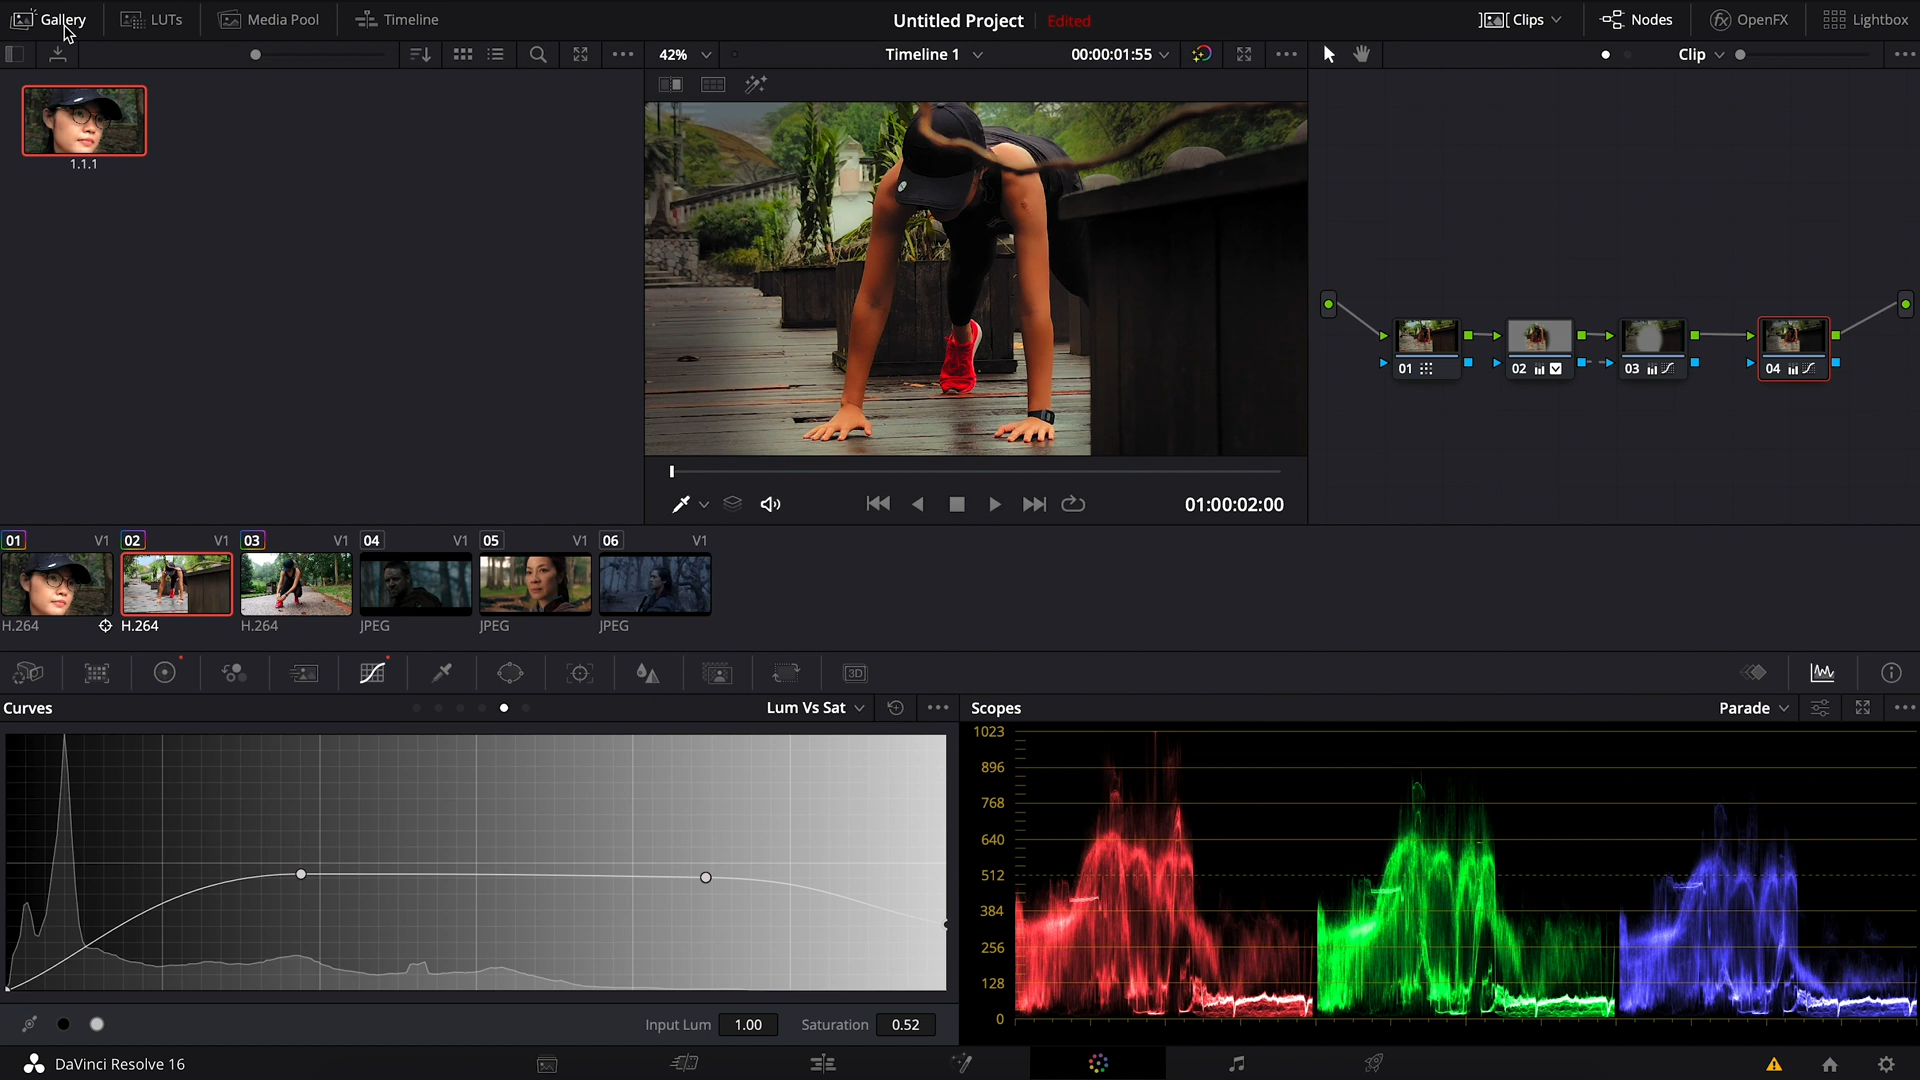 Gallery LUTs Media Pool Timeline Untitled Project Edited Clips Nodes OpenFX Lightbox
42% Timeline 1 00:00:01:55 Clip
1.1.1
01 02 03 04
01:00:02:00
01 V1 02 V1 03 V1 04 V1 05 V1 06 V1
H.264 H.264 H.264 JPEG JPEG JPEG
3D
Curves Lum Vs Sat Scopes Parade
1023
896
768
640
512
384
256
128
0
Input Lum 1.00 Saturation 0.52
DaVinci Resolve 16